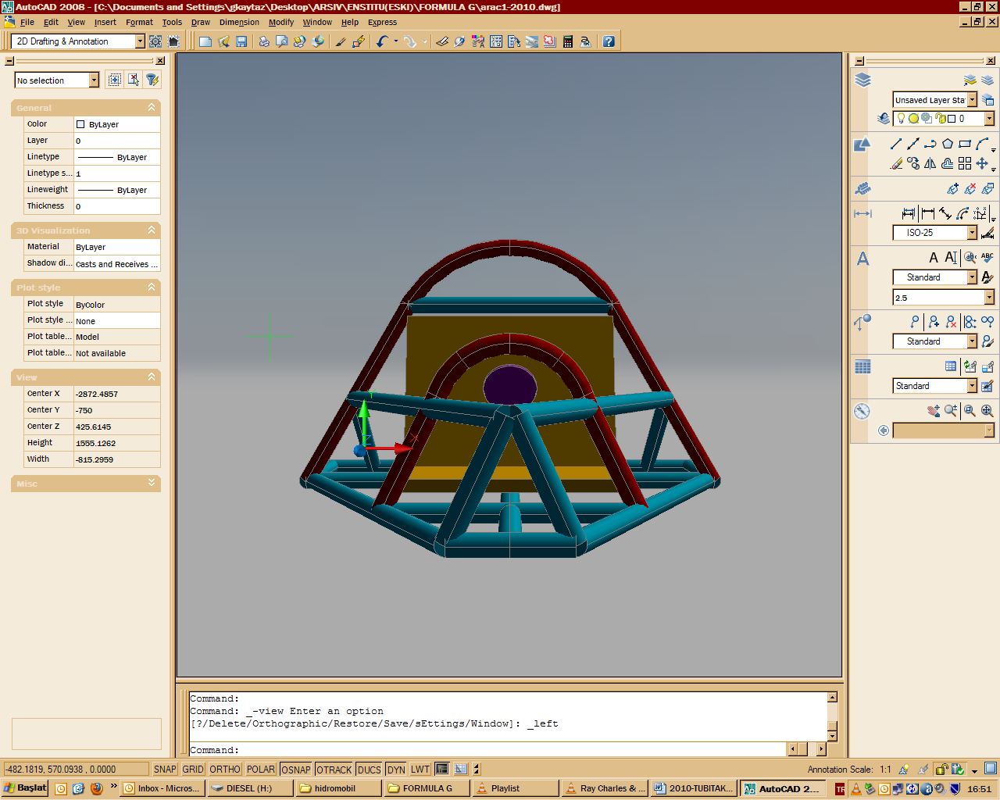 AutoCAD 2008 - [C:\Documents and Settings\gkaytaz\Desktop\ARSIV\ENSTITU(ESKI)\FORMULA G\arac1-2010.dwg]
File Edit View Insert Format Tools Draw Dimension Modify Window Help Express
2D Drafting & Annotation
No selection
General
Color ByLayer
Layer 0
Linetype ByLayer
Linetype s... 1
Lineweight ByLayer
Thickness 0
3D Visualization
Material ByLayer
Shadow di... Casts and Receives ...
Plot style
Plot style ByColor
Plot style ... None
Plot table... Model
Plot table... Not available
View
Center X -2872.4857
Center Y -750
Center Z 425.6145
Height 1555.1262
Width -815.2959
Misc
Unsaved Layer Sta
0
ISO-25
A A
ABC
Standard
2.5
Standard
Standard
Command:
Command: _-view Enter an option
[?/Delete/Orthographic/Restore/Save/sEttings/Window]: _left
Command:
-482.1819, 570.0938 , 0.0000 SNAP GRID ORTHO POLAR OSNAP OTRACK DUCS DYN LWT Annotation Scale: 1:1
Başlat Inbox - Micros... DIESEL (H:) hidromobil FORMULA G Playlist Ray Charles & ... 2010-TUBITAK... AutoCAD 2... TR 16:51